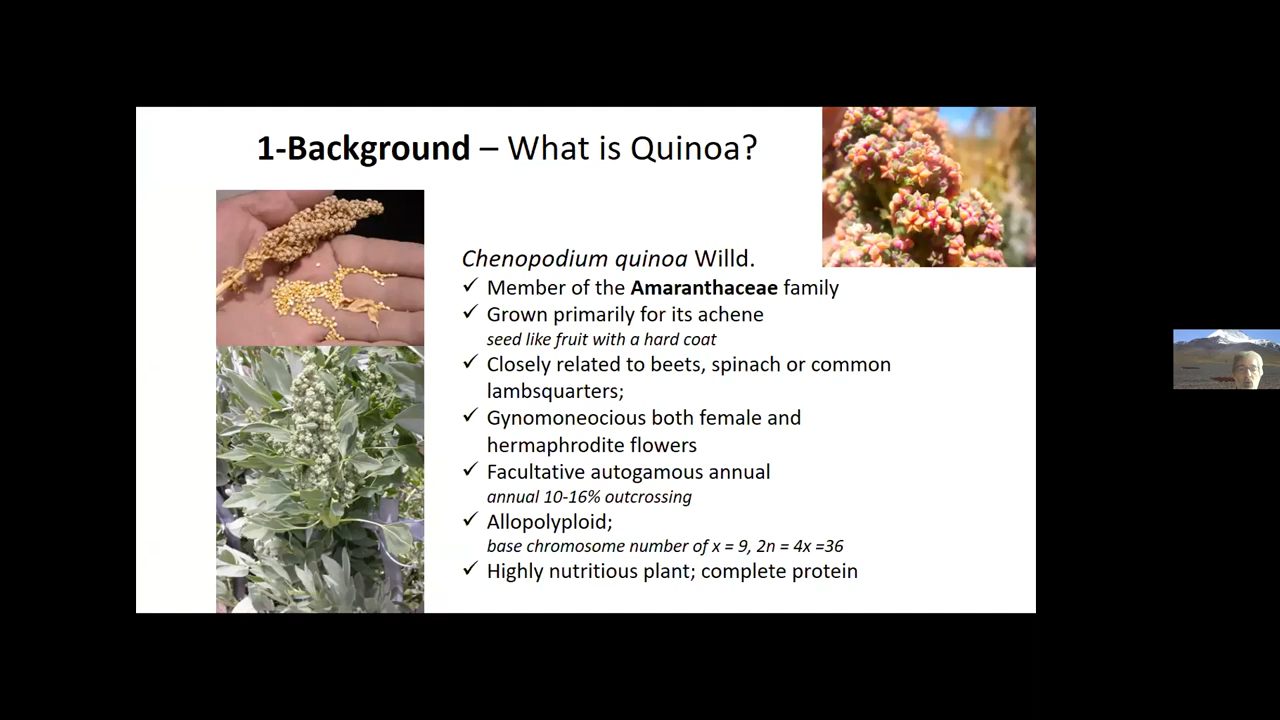 1-Background – What is Quinoa?
Chenopodium quinoa Willd.
✓ Member of the Amaranthaceae family
✓ Grown primarily for its achene
seed like fruit with a hard coat
✓ Closely related to beets, spinach or common
lambsquarters;
✓ Gynomoneocious both female and
hermaphrodite flowers
✓ Facultative autogamous annual
annual 10-16% outcrossing
✓ Allopolyploid;
base chromosome number of x = 9, 2n = 4x =36
✓ Highly nutritious plant; complete protein